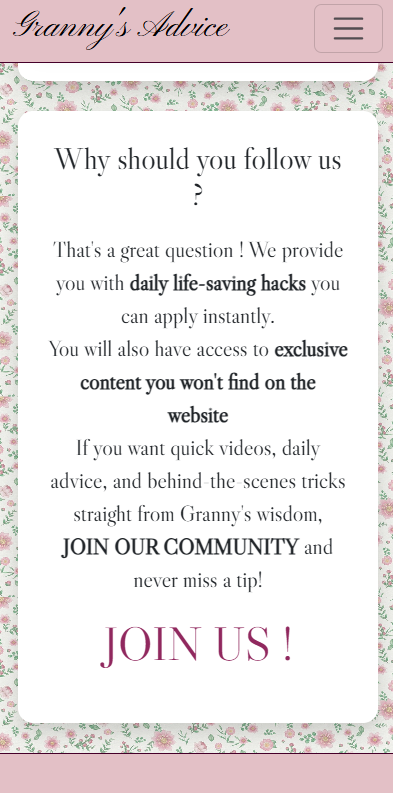 Granny's Advice
Why should you follow us
?
That's a great question ! We provide
you with daily life-saving hacks you
can apply instantly.
You will also have access to exclusive
content you won't find on the
website
If you want quick videos, daily
advice, and behind-the-scenes tricks
straight from Granny's wisdom,
JOIN OUR COMMUNITY and
never miss a tip!
JOIN US !